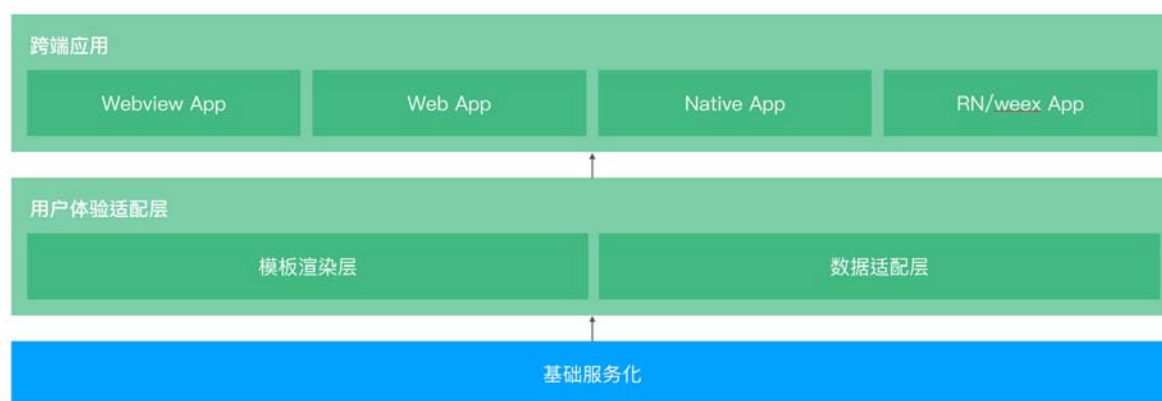 跨端应用
Webview App
Web App
Native App
RN/weex App
用户体验适配层
模板渲染层
数据适配层
基础服务化